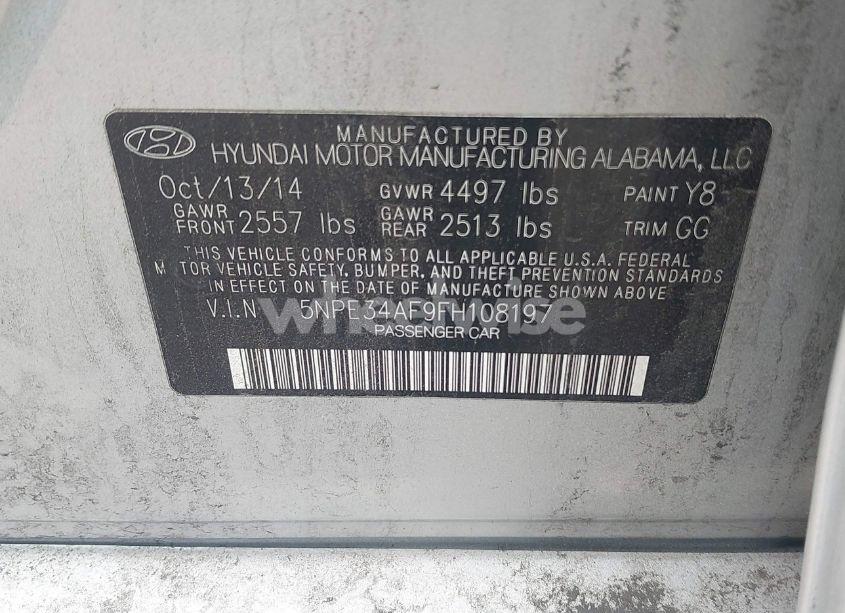 MANUFACTURED BY
HYUNDAI MOTOR MANUFACTURING ALABAMA, LLC
Oct/13/14 GVWR 4497 lbs PAINT Y8
GAWR FRONT 2557 lbs GAWR REAR 2513 lbs TRIM GG
THIS VEHICLE CONFORMS TO ALL APPLICABLE U.S.A. FEDERAL
M TOR VEHICLE SAFETY, BUMPER, AND THEFT PREVENTION STANDARDS
IN EFFECT ON THE DATE OF MANUFACTURE SHOWN ABOVE
V.I.N 5NPE34AF9FH108197
wheelwise
PASSENGER CAR